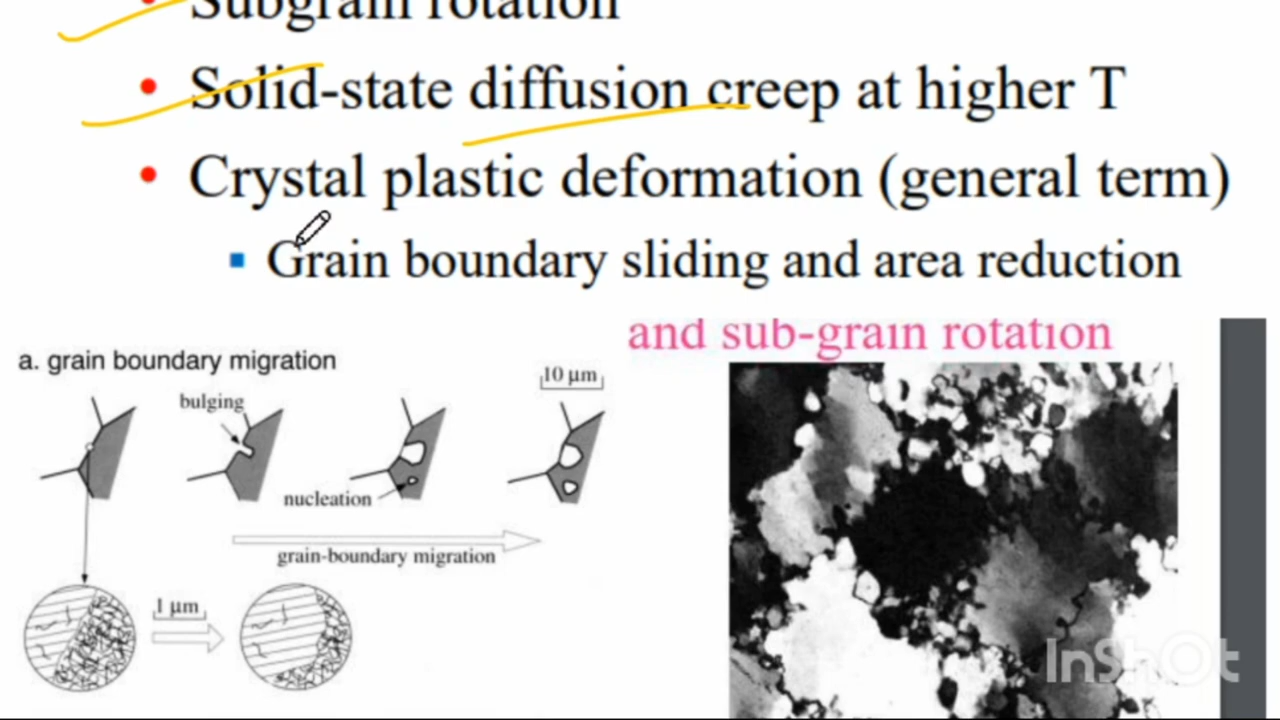 Subgrain rotation
Solid-state diffusion creep at higher T
Crystal plastic deformation (general term)
Grain boundary sliding and area reduction
and sub-grain rotation
a. grain boundary migration
10 µm
bulging
nucleation
grain-boundary migration
1 µm
InShOt